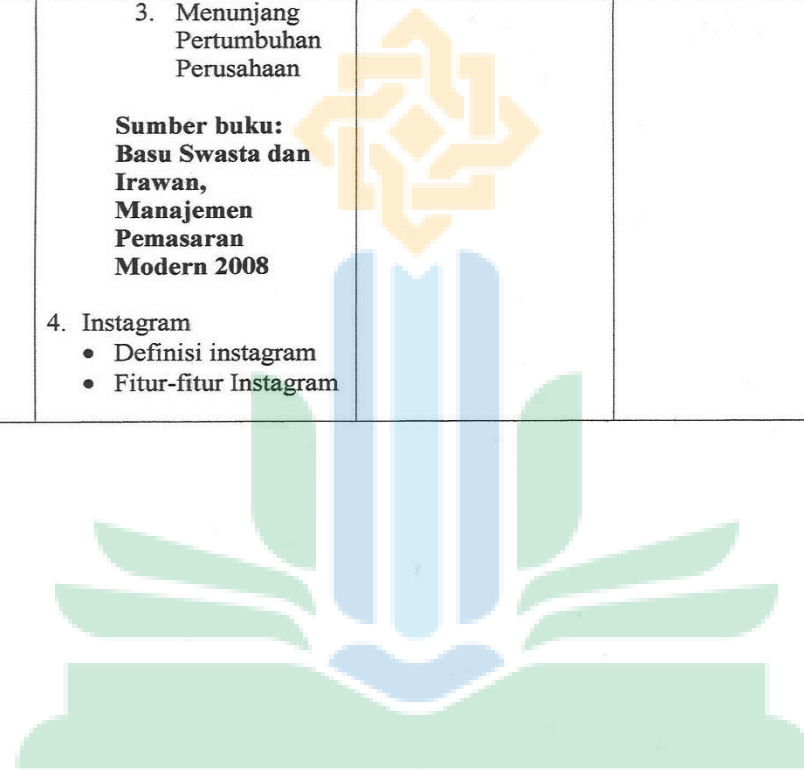 3. Menunjang
Pertumbuhan
Perusahaan
Sumber buku:
Basu Swasta dan
Irawan,
Manajemen
Pemasaran
Modern 2008
4. Instagram
• Definisi instagram
• Fitur-fitur Instagram